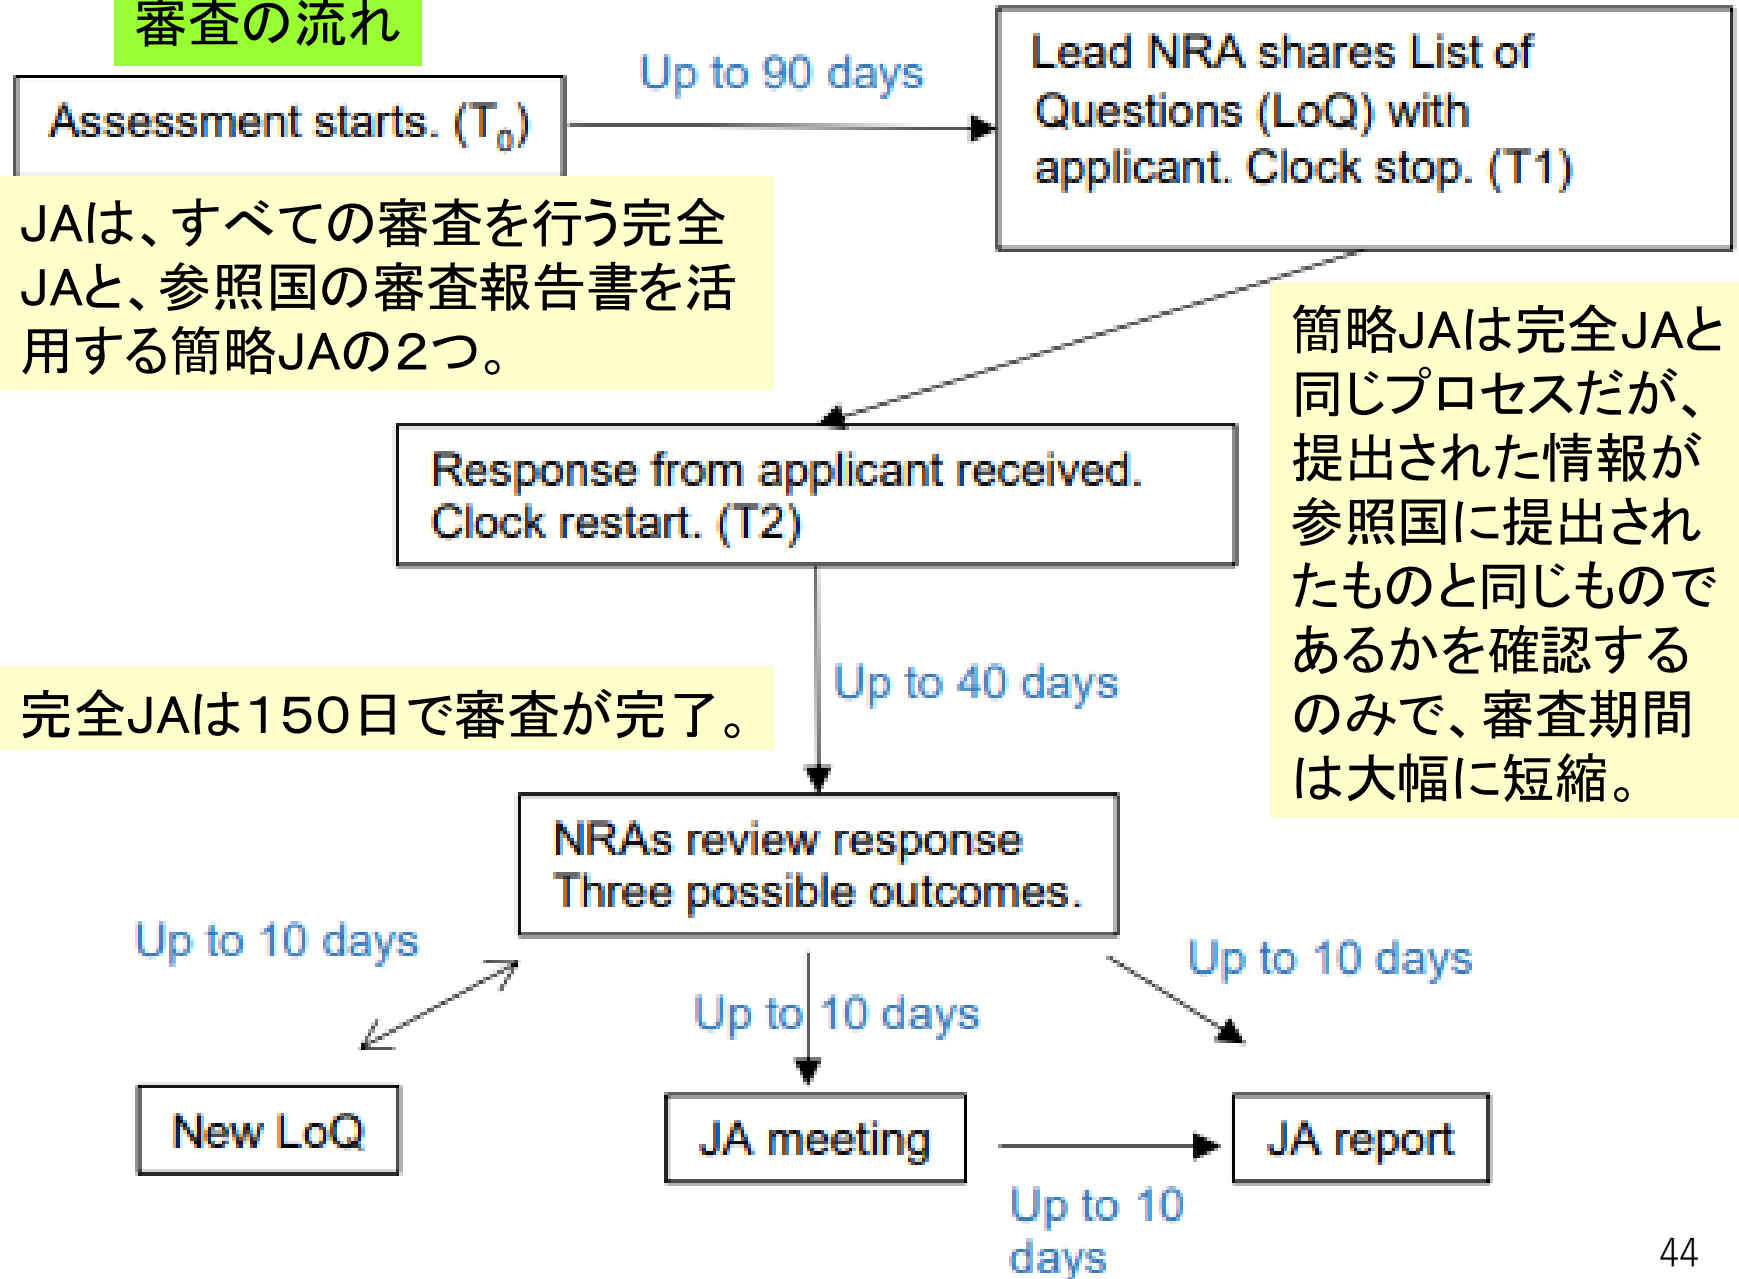 審査の流れ
Assessment starts. (T0)
Up to 90 days
Lead NRA shares List of
Questions (LoQ) with
applicant. Clock stop. (T1)
JAは、すべての審査を行う完全
JAと、参照国の審査報告書を活
用する簡略JAの２つ。
簡略JAは完全JAと
同じプロセスだが、
提出された情報が
参照国に提出され
たものと同じもので
あるかを確認する
のみで、審査期間
は大幅に短縮。
Response from applicant received.
Clock restart. (T2)
Up to 40 days
完全JAは１５０日で審査が完了。
NRAs review response
Three possible outcomes.
Up to 10 days
Up to 10 days
Up to 10 days
New LoQ
JA meeting
JA report
Up to 10
days
44